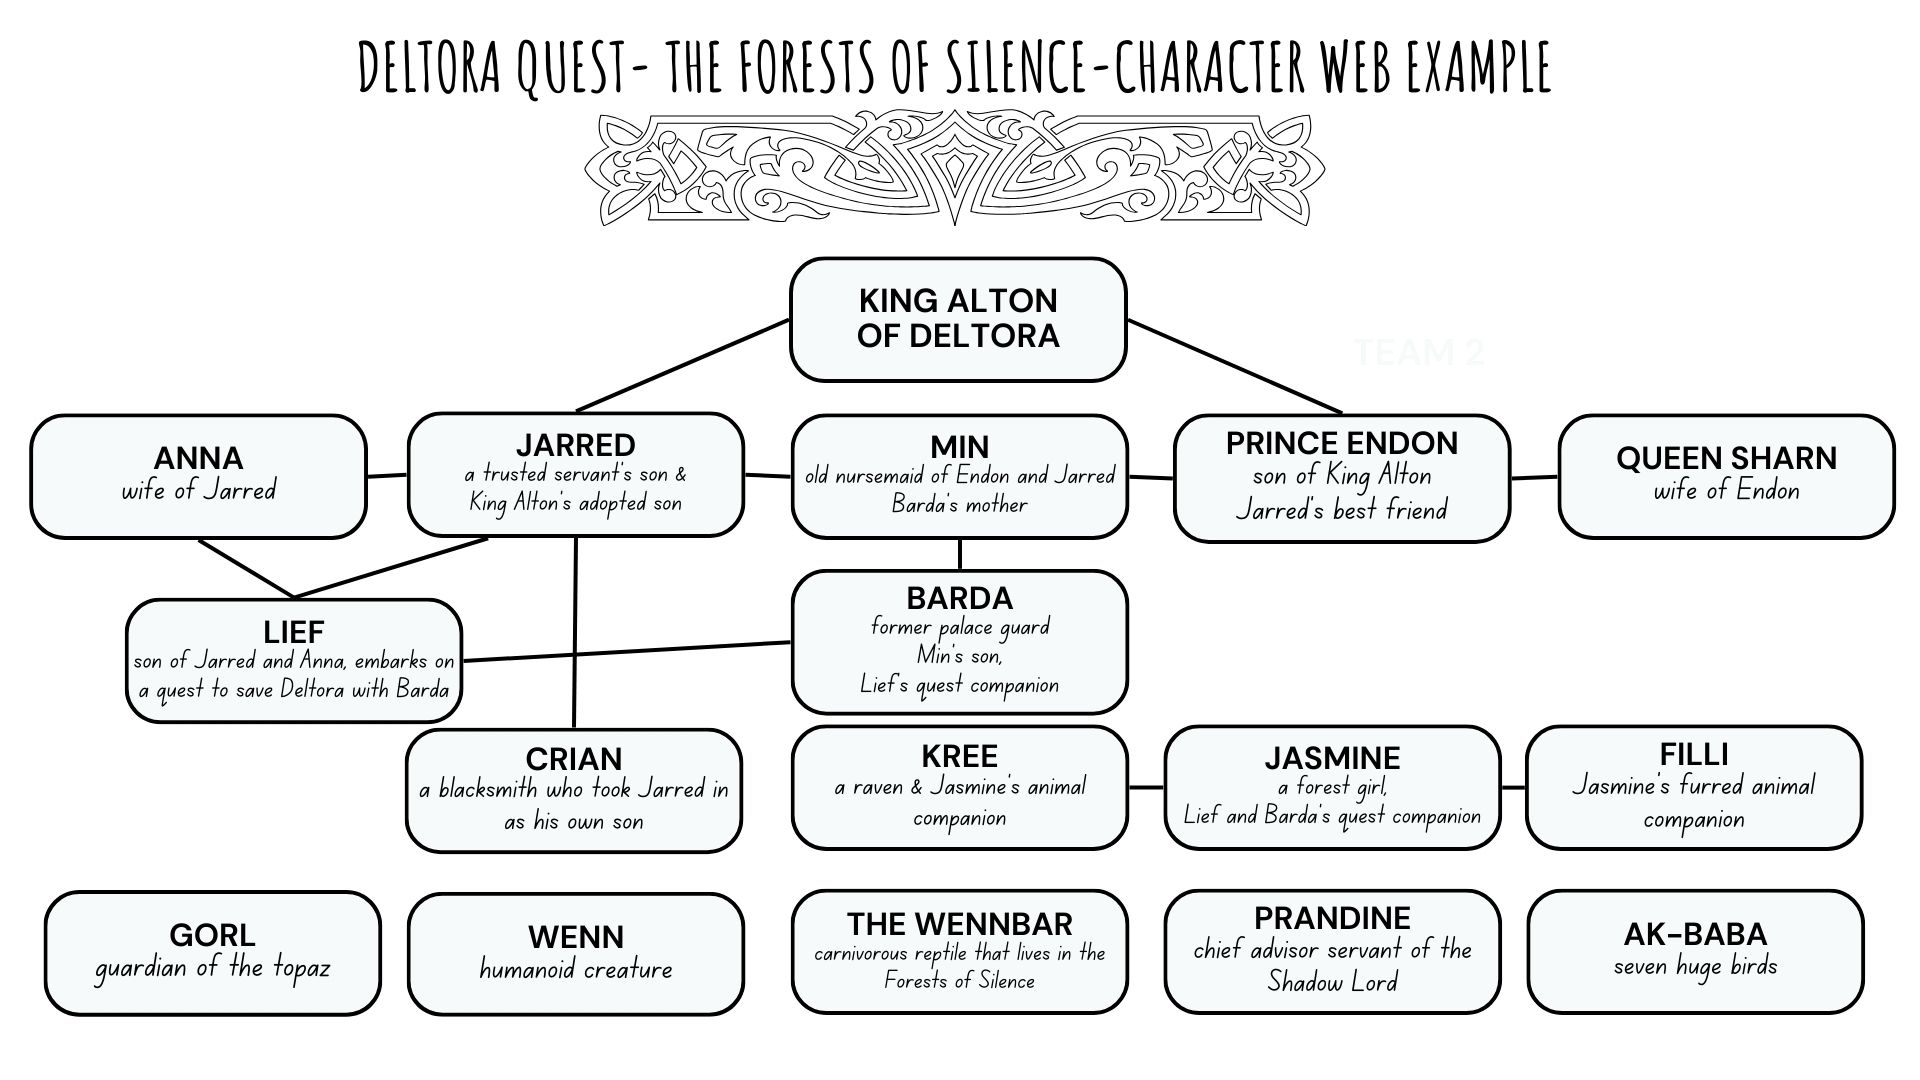 DELTORA QUEST- THE FORESTS OF SILENCE-CHARACTER WEB EXAMPLE
KING ALTON
OF DELTORA
TEAM 2
ANNA
wife of Jarred
JARRED
a trusted servant's son &
King Alton's adopted son
MIN
old nursemaid of Endon and Jarred
Barda's mother
PRINCE ENDON
son of King Alton
Jarred's best friend
QUEEN SHARN
wife of Endon
LIEF
son of Jarred and Anna, embarks on
a quest to save Deltora with Barda
BARDA
former palace guard
Min's son,
Lief's quest companion
CRIAN
a blacksmith who took Jarred in
as his own son
KREE
a raven & Jasmine's animal
companion
JASMINE
a forest girl,
Lief and Barda's quest companion
FILLI
Jasmine's furred animal
companion
GORL
guardian of the topaz
WENN
humanoid creature
THE WENNBAR
carnivorous reptile that lives in the
Forests of Silence
PRANDINE
chief advisor servant of the
Shadow Lord
AK-BABA
seven huge birds